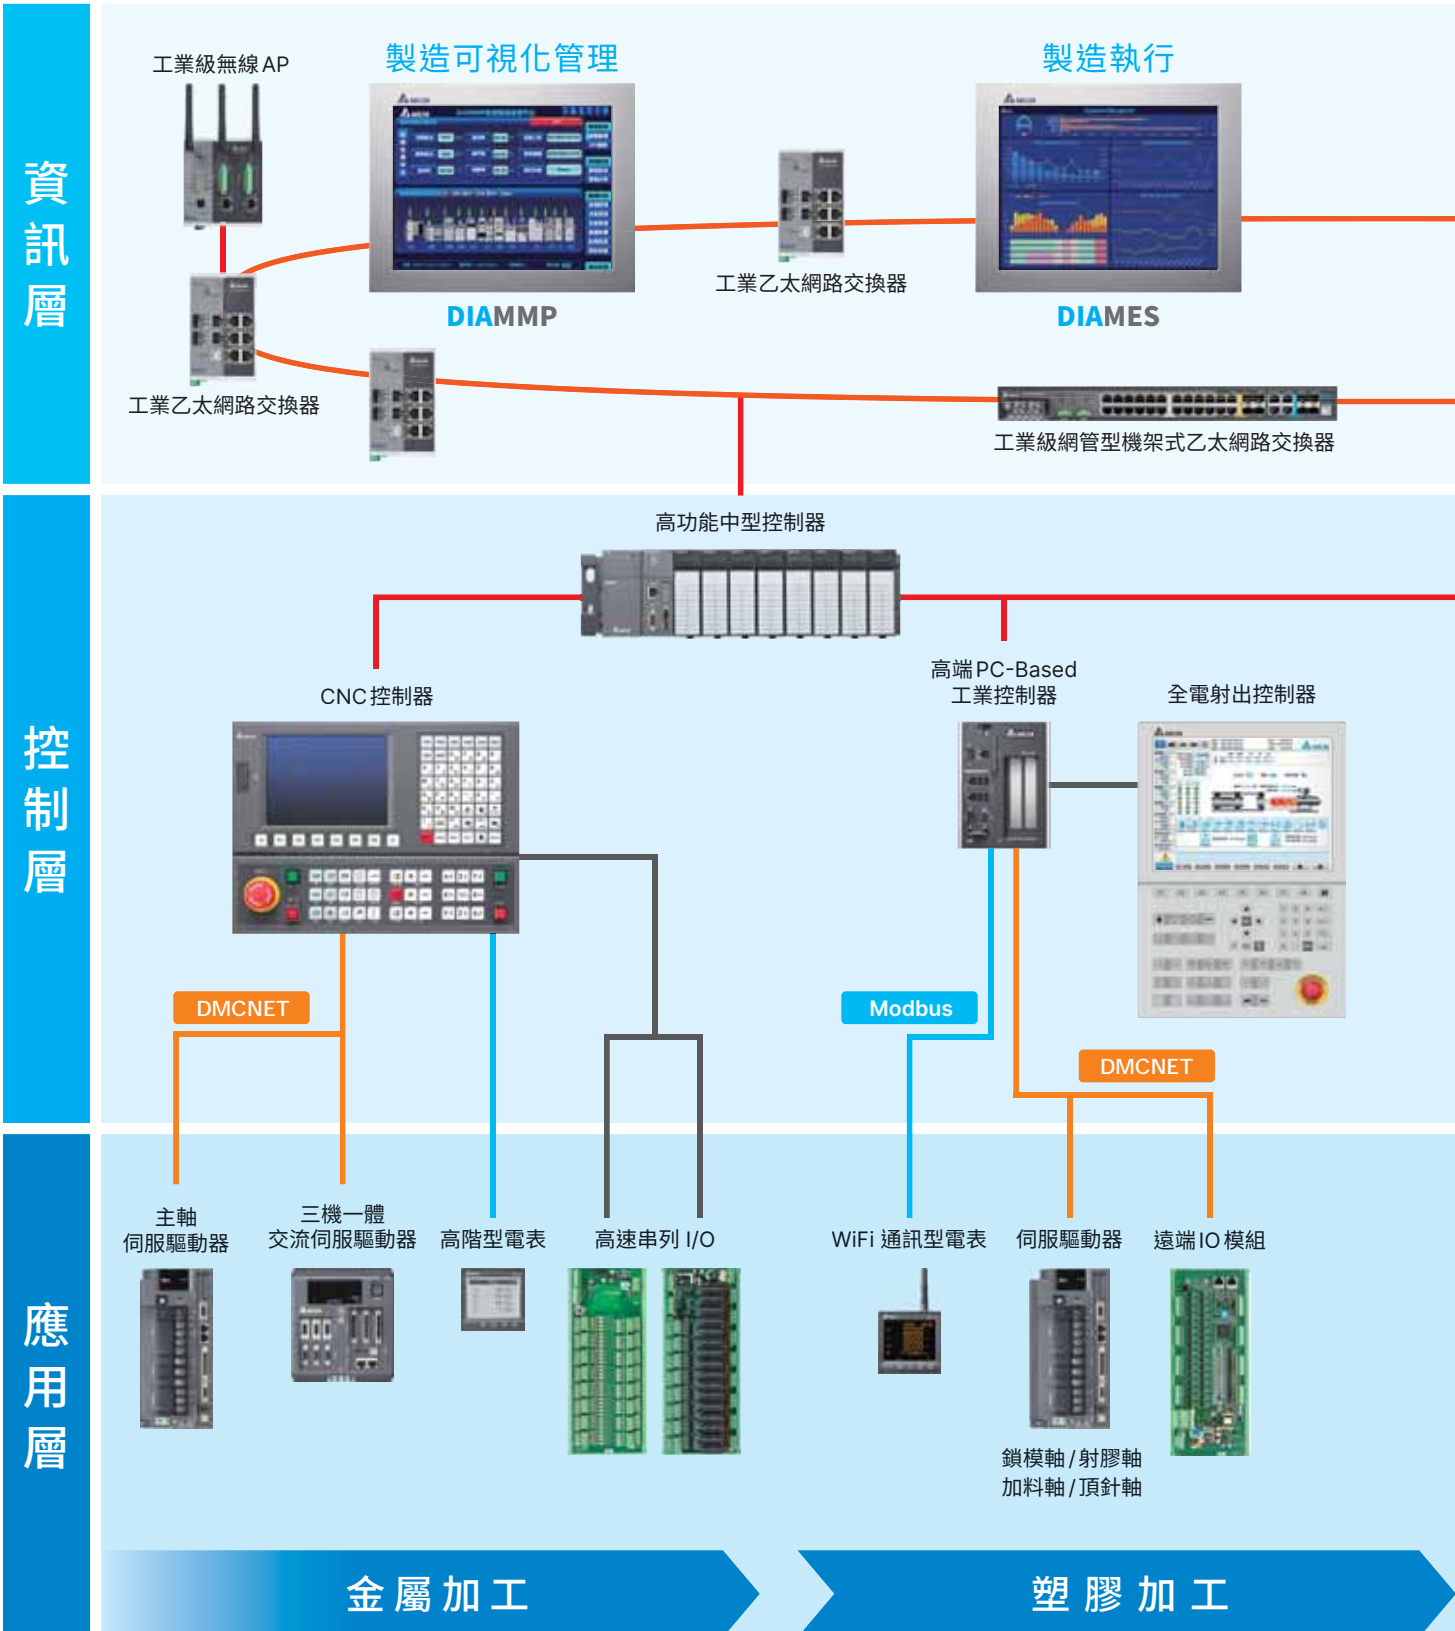 資訊層
工業級無線AP
製造可視化管理
製造執行
工業乙太網路交換器
DIAMMP
DIAMES
工業乙太網路交換器
工業級網管型機架式乙太網路交換器
控制層
高功能中型控制器
CNC控制器
高端PC-Based
工業控制器
全電射出控制器
DMCNET
Modbus
DMCNET
應用層
主軸
伺服驅動器
三機一體
交流伺服驅動器
高階型電表
高速串列 I/O
WiFi 通訊型電表
伺服驅動器
遠端IO模組
鎖模軸/射膠軸
加料軸/頂針軸
金屬加工
塑膠加工